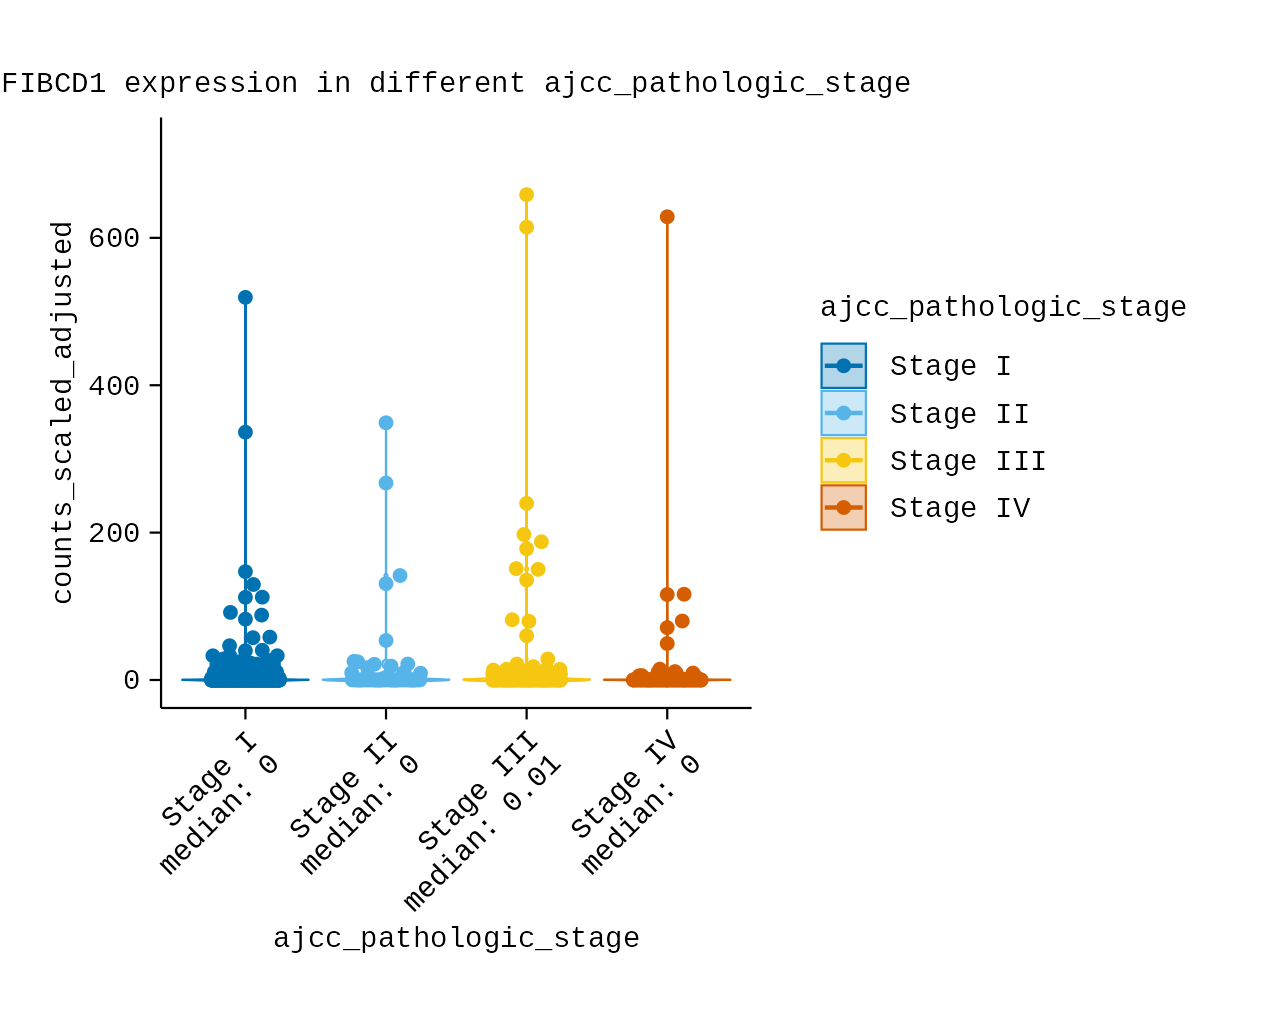 FIBCD1 expression in different ajcc_pathologic_stage
counts_scaled_adjusted
600
400
200
0
Stage I
median: 0
Stage II
median: 0
Stage III
median: 0.01
Stage IV
median: 0
ajcc_pathologic_stage
ajcc_pathologic_stage
Stage I
Stage II
Stage III
Stage IV